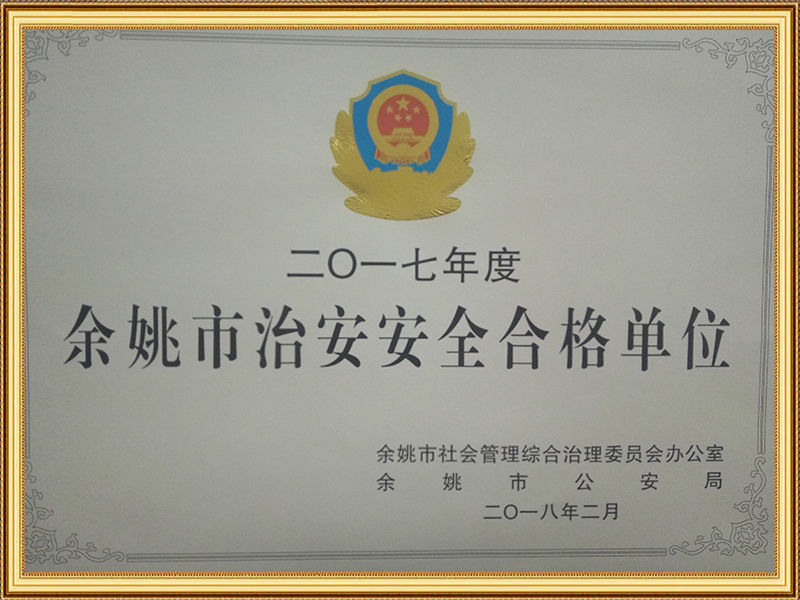 二〇一七年度
余姚市治安安全合格单位
余姚市社会管理综合治理委员会办公室
余姚市公安局
二〇一八年二月